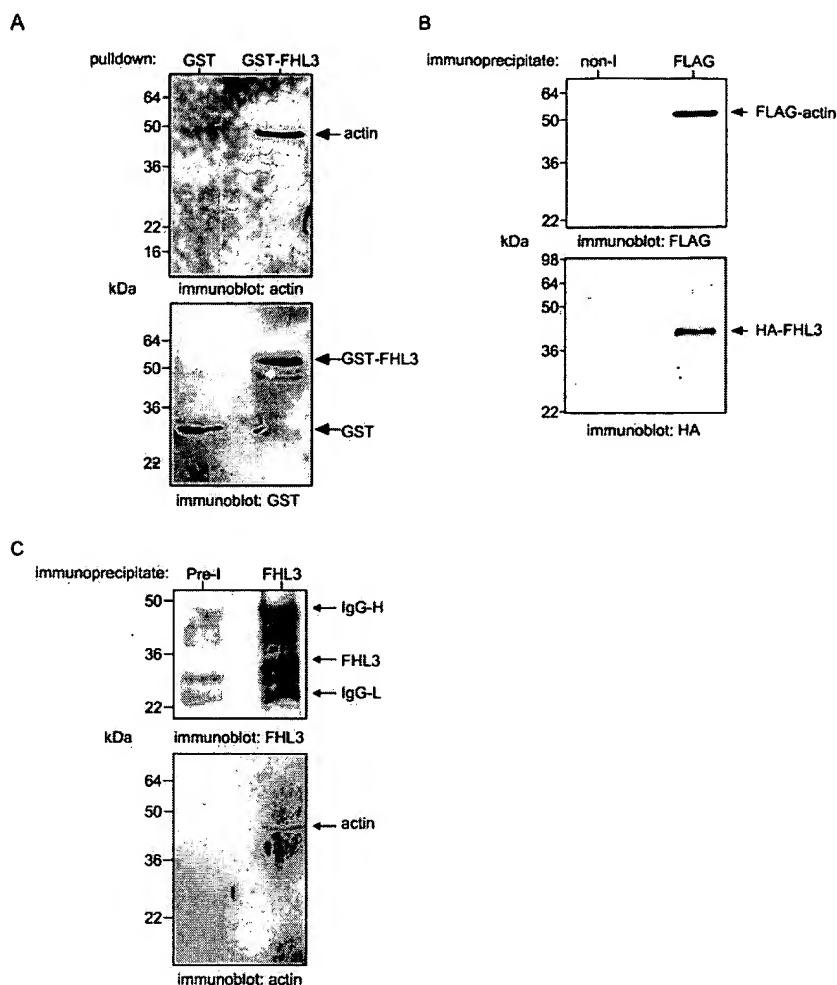 A
pulldown: GST GST-FHL3
64
50
36
22
16
actin
kDa
immunoblot: actin
64
50
36
22
GST-FHL3
GST
immunoblot: GST
B
immunoprecipitate: non-I FLAG
64
50
36
22
FLAG-actin
kDa
immunoblot: FLAG
98
64
50
36
22
HA-FHL3
immunoblot: HA
C
immunoprecipitate: Pre-I FHL3
50
36
22
IgG-H
FHL3
IgG-L
kDa
immunoblot: FHL3
64
50
36
22
actin
immunoblot: actin